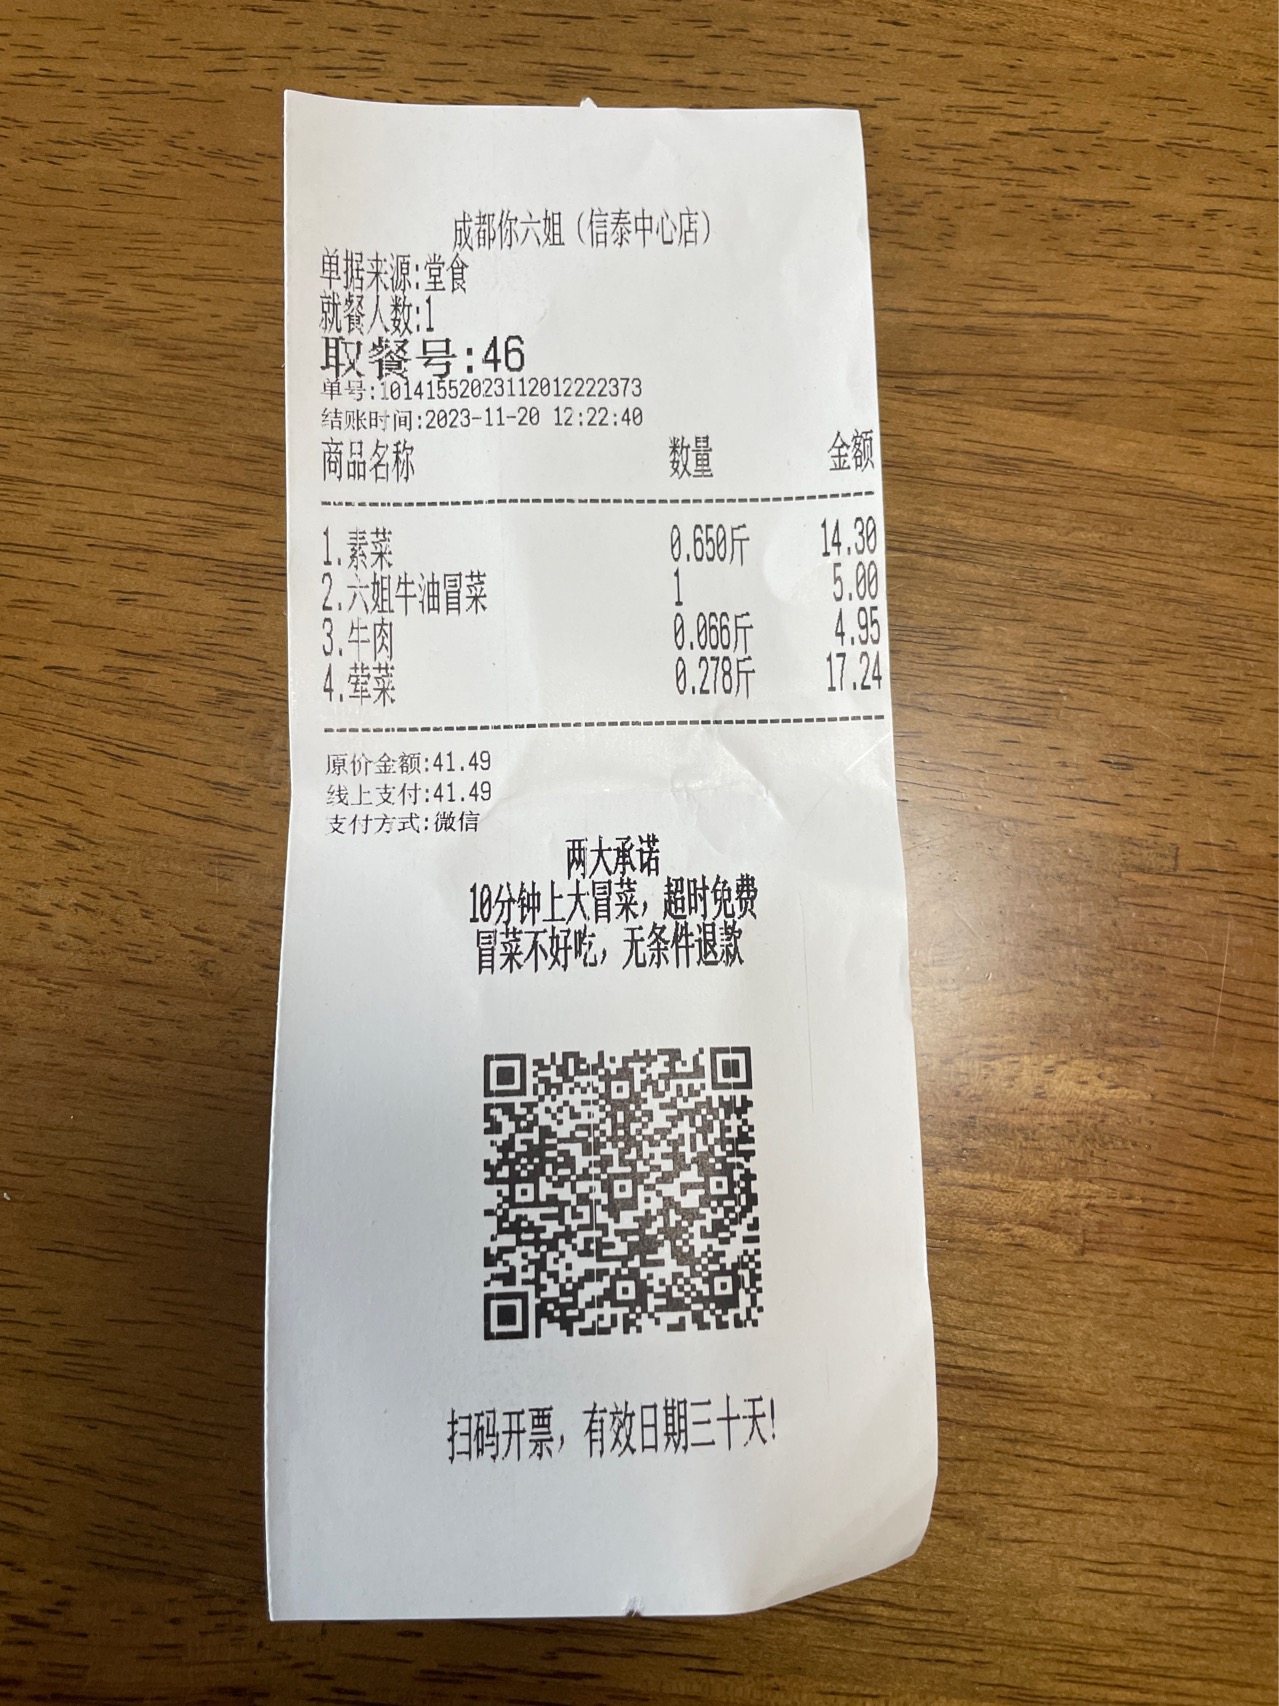 成都你六姐（信泰中心店）
单据来源:堂食
就餐人数:1
取餐号:46
单号:10141552023112012222373
结账时间:2023-11-20 12:22:40
商品名称 数量 金额
1.素菜 0.650斤 14.30
2.六姐牛油冒菜 1 5.00
3.牛肉 0.066斤 4.95
4.荤菜 0.278斤 17.24
原价金额:41.49
线上支付:41.49
支付方式:微信
两大承诺
10分钟上大冒菜，超时免费
冒菜不好吃，无条件退款
扫码开票，有效日期三十天!